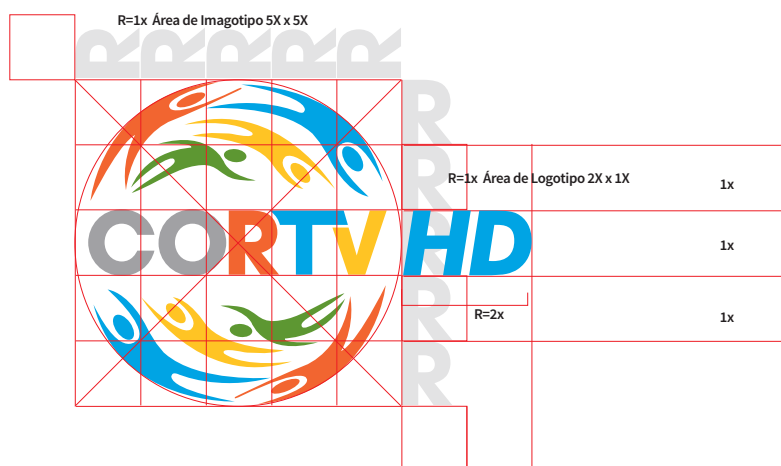 R=1x Área de Imagotipo 5X x 5X
R R R R R
R
R
R=1x Área de Logotipo 2X x 1X
1x
CORTV HD
1x
R
R=2x
1x
R